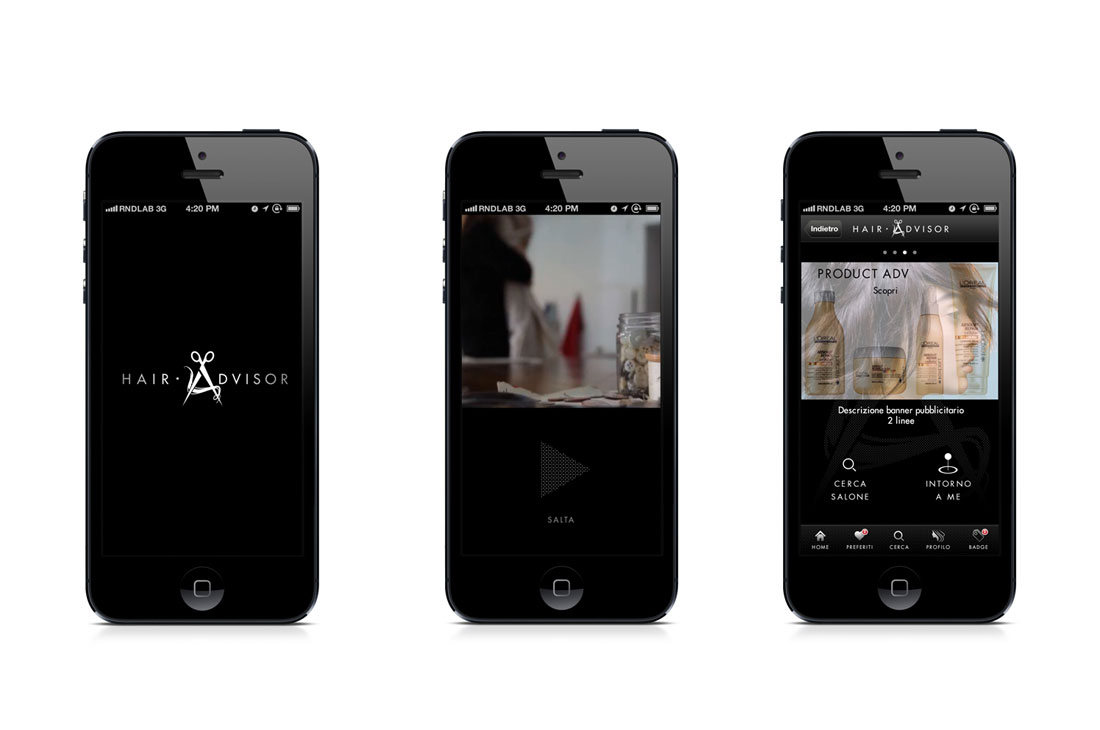 RNDLAB 3G 4:20 PM
HAIR · ADVISOR
RNDLAB 3G 4:20 PM
SALTA
RNDLAB 3G 4:20 PM
Indietro HAIR · ADVISOR
PRODUCT ADV
Scopri
L'ORÉAL
L'ORÉAL
Descrizione banner pubblicitario
2 linee
CERCA
SALONE
INTORNO
A ME
HOME PREFERITI CERCA PROFILO BADGE